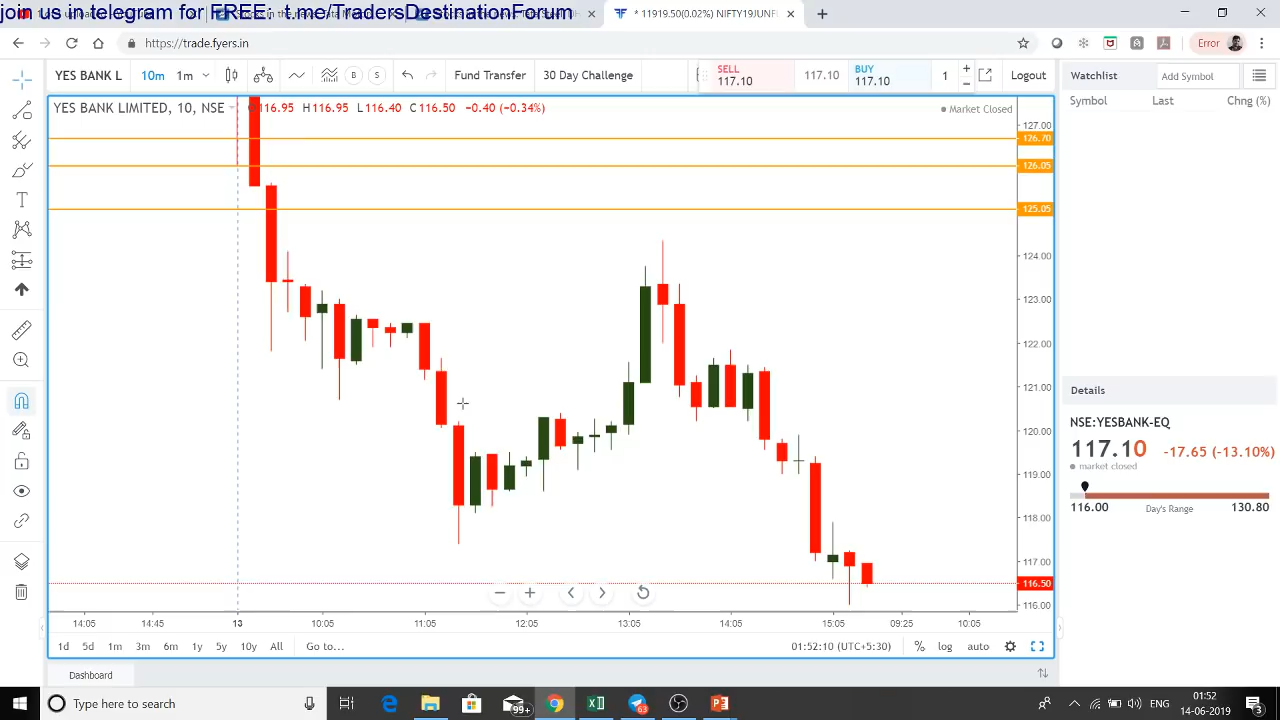 join us in telegram for FREE: t.me/TradersDestinationForum
* 11919.50(0.02%) NIFTY19JUNFU
https://trade.fyers.in
Error
YES BANK L
10m 1m
B
S
Fund Transfer
30 Day Challenge
SELL
117.10
117.10
BUY
117.10
1
Logout
Watchlist
Add Symbol
Symbol Last Chng (%)
YES BANK LIMITED, 10, NSE
116.95 H116.95 L116.40 C116.50 -0.40 (-0.34%)
Market Closed
127.00
126.70
126.05
125.05
124.00
123.00
122.00
121.00
120.00
119.00
118.00
117.00
116.50
116.00
Details
NSE:YESBANK-EQ
117.10 -17.65 (-13.10%)
market closed
116.00 Day's Range 130.80
14:05 14:45 13 10:05 11:05 12:05 13:05 14:05 15:05 09:25 10:05
1d 5d 1m 3m 6m 1y 5y 10y All Go to...
01:52:10 (UTC+5:30) % log auto
Dashboard
Type here to search
99+
63
ENG
01:52
14-06-2019
3